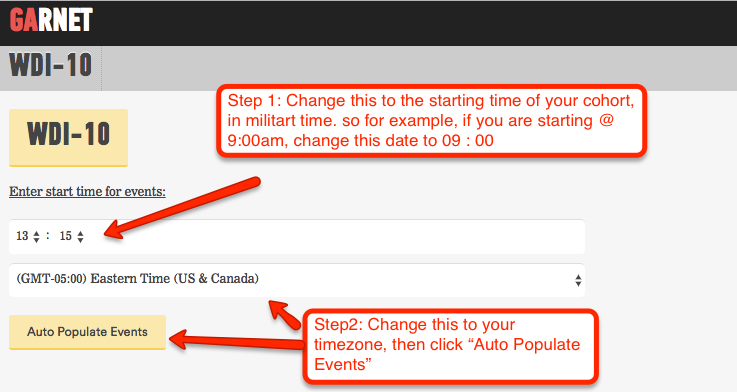 GARNET
WDI-10
Step 1: Change this to the starting time of your cohort,
in militart time. so for example, if you are starting @
9:00am, change this date to 09 : 00
WDI-10
Enter start time for events:
13 : 15
(GMT-05:00) Eastern Time (US & Canada)
Auto Populate Events
Step2: Change this to your
timezone, then click “Auto Populate
Events”